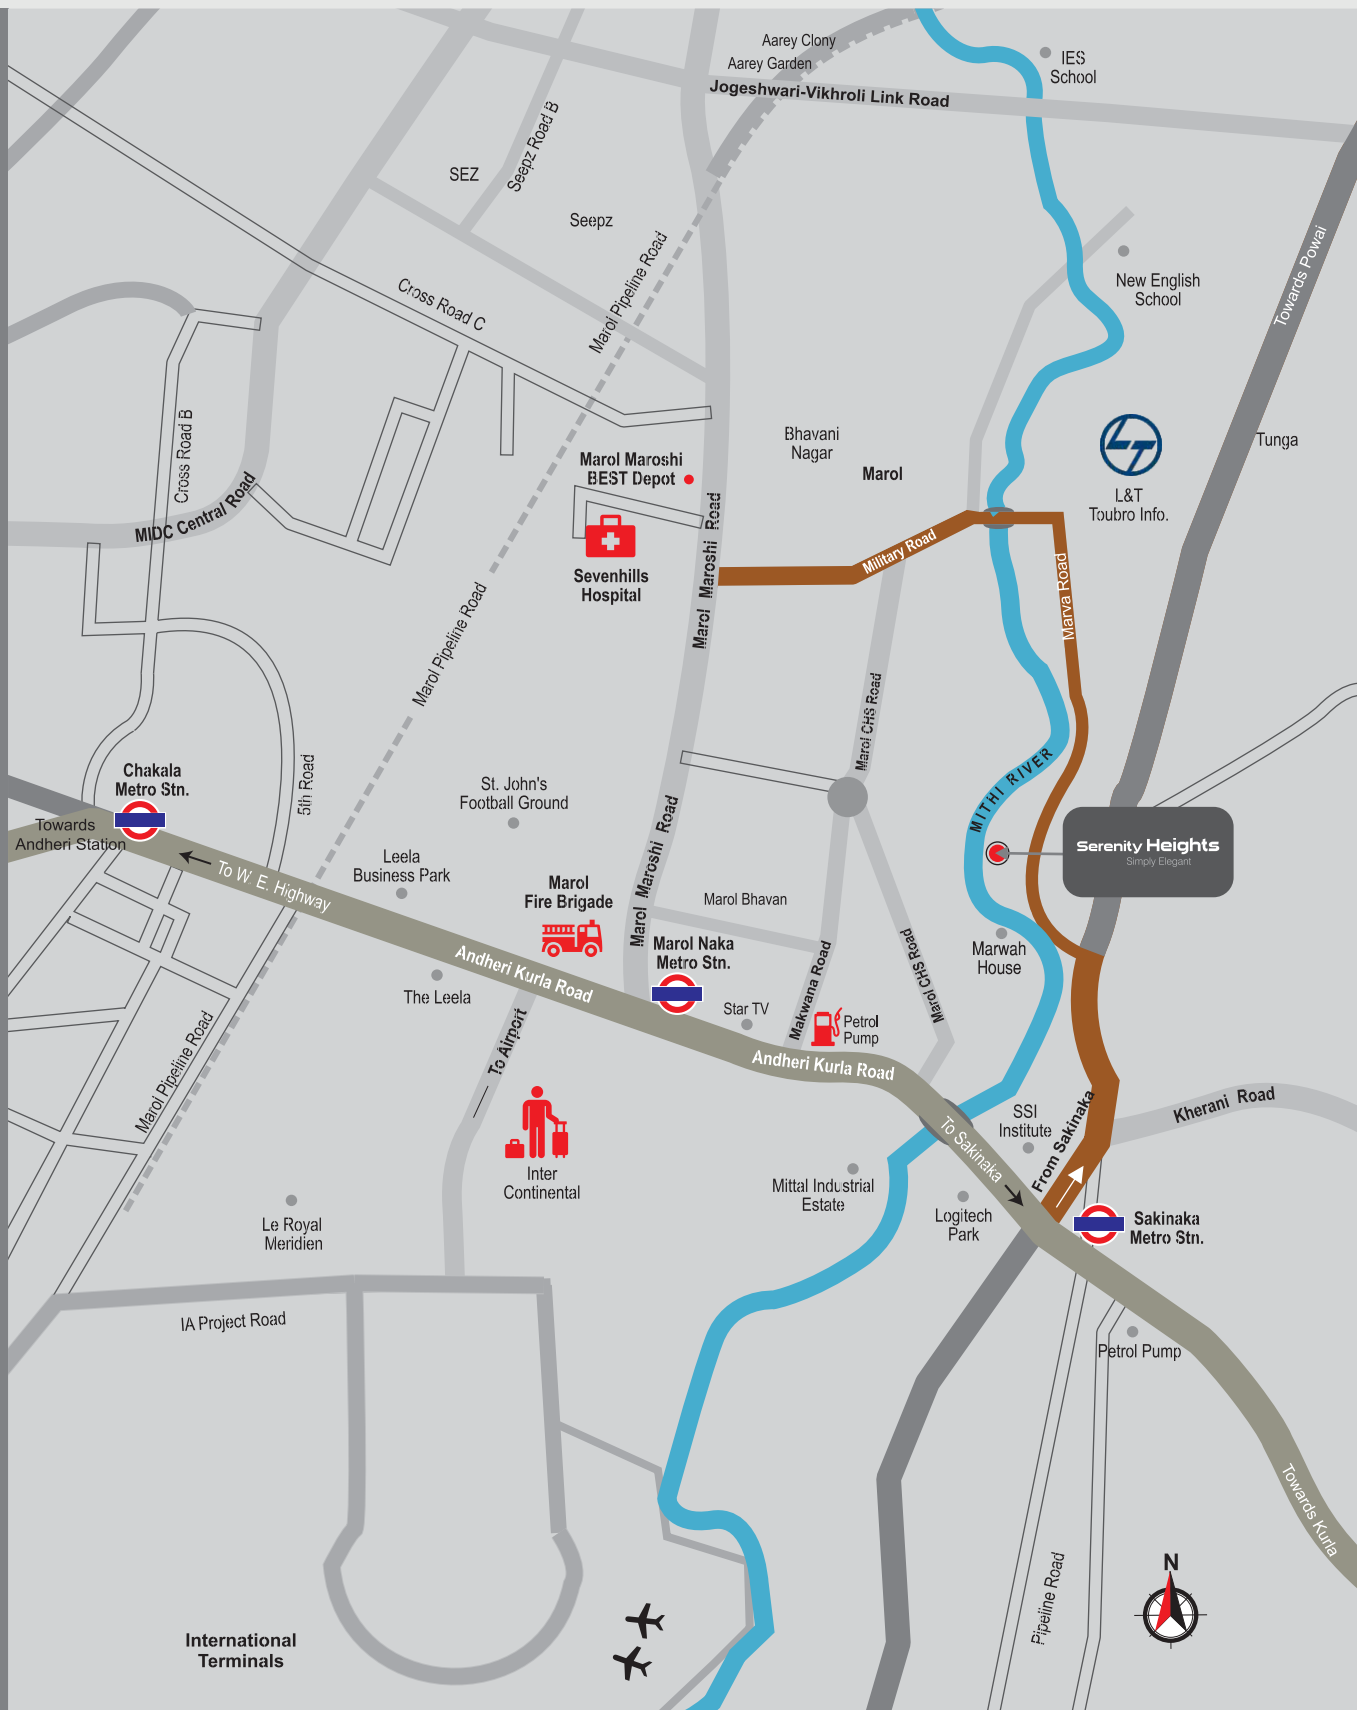 Aarey Clony
Aarey Garden
IES
School
Jogeshwari-Vikhroli Link Road
Seepz Road B
SEZ
Seepz
Towards Powai
Maroi Pipeline Road
New English
School
Cross Road C
Cross Road B
Bhavani
Nagar
Marol
Tunga
LT
L&T
Toubro Info.
Marol Maroshi
BEST Depot
MIDC Central Road
Marol Maroshi Road
Military Road
Marva Road
Sevenhills
Hospital
Marol Pipeline Road
Marol CHS Road
Chakala
Metro Stn.
5th Road
St. John's
Football Ground
MITHI RIVER
Towards
Andheri Station
Serenity Heights
Simply Elegant
To W. E. Highway
Leela
Business Park
Marol
Fire Brigade
Marol Maroshi Road
Marol Bhavan
Marol Naka
Metro Stn.
Makwana Road
Marol CHS Road
Marwah
House
Andheri Kurla Road
The Leela
Star TV
Petrol
Pump
To Airport
Andheri Kurla Road
Maroi Pipeline Road
SSI
Institute
Kherani Road
To Sakinaka
From Sakinaka
Inter
Continental
Mittal Industrial
Estate
Logitech
Park
Sakinaka
Metro Stn.
Le Royal
Meridien
IA Project Road
Petrol Pump
Towards Kurla
Pipeline Road
N
International
Terminals